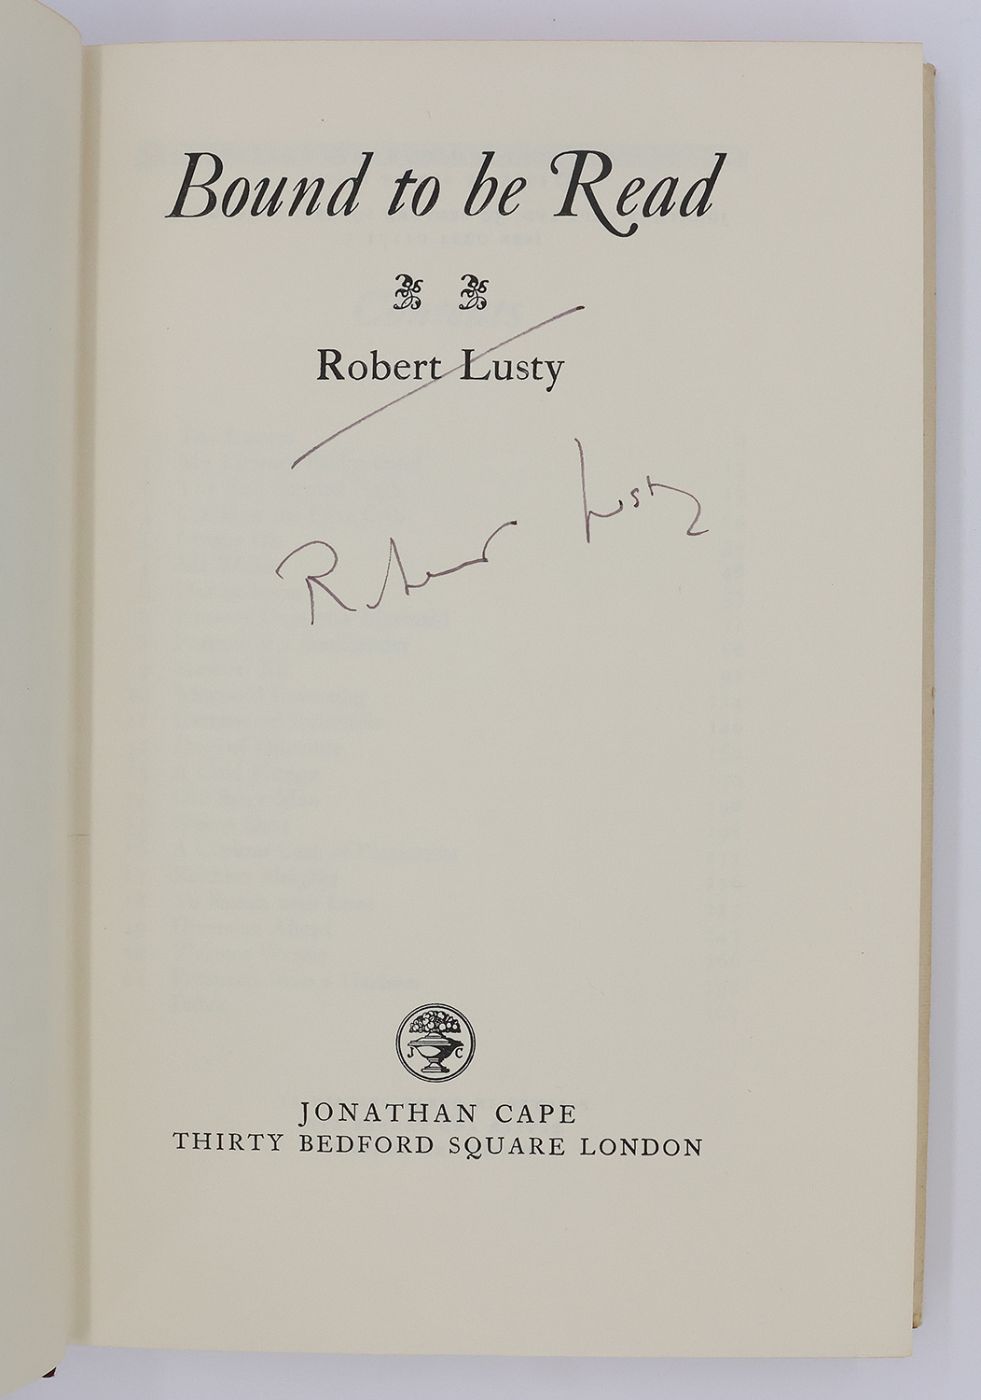 Bound to be Read
Robert Lusty
Robert Lusty
J C
JONATHAN CAPE
THIRTY BEDFORD SQUARE LONDON